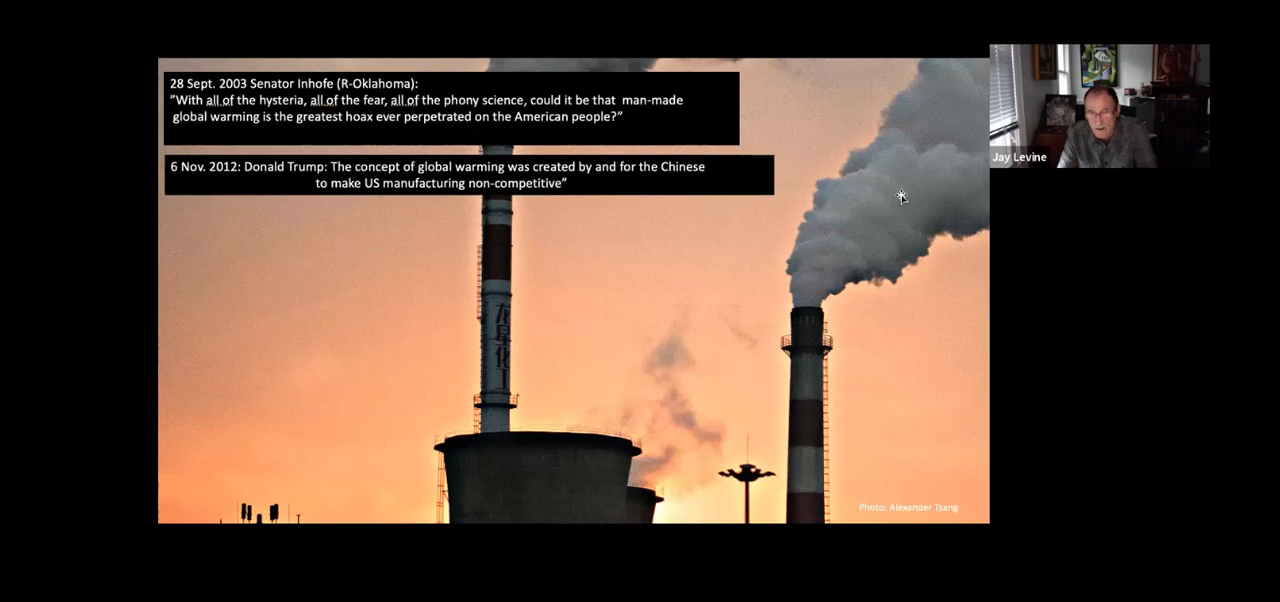 28 Sept. 2003 Senator Inhofe (R-Oklahoma):
”With all of the hysteria, all of the fear, all of the phony science, could it be that man-made
global warming is the greatest hoax ever perpetrated on the American people?”
6 Nov. 2012: Donald Trump: The concept of global warming was created by and for the Chinese
to make US manufacturing non-competitive”
Jay Levine
化工
Photo: Alexander Tsang